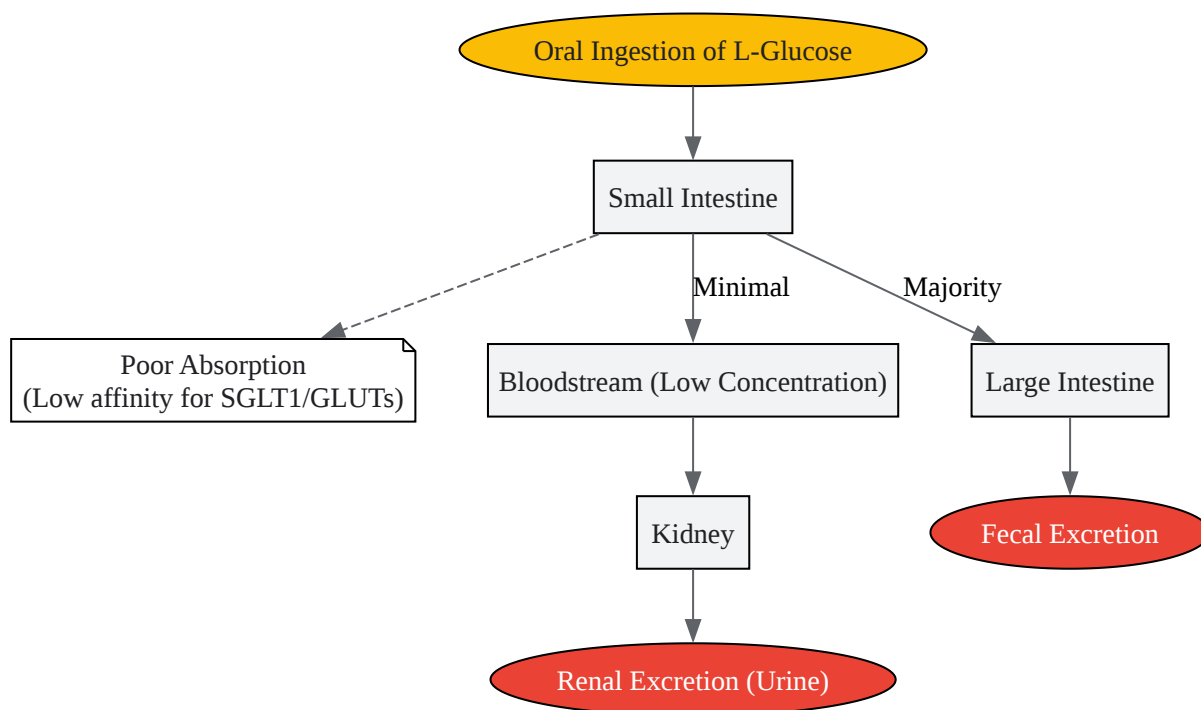 Oral Ingestion of L-Glucose
Small Intestine
Minimal
Majority
Poor Absorption
(Low affinity for SGLT1/GLUTs)
Bloodstream (Low Concentration)
Large Intestine
Kidney
Fecal Excretion
Renal Excretion (Urine)